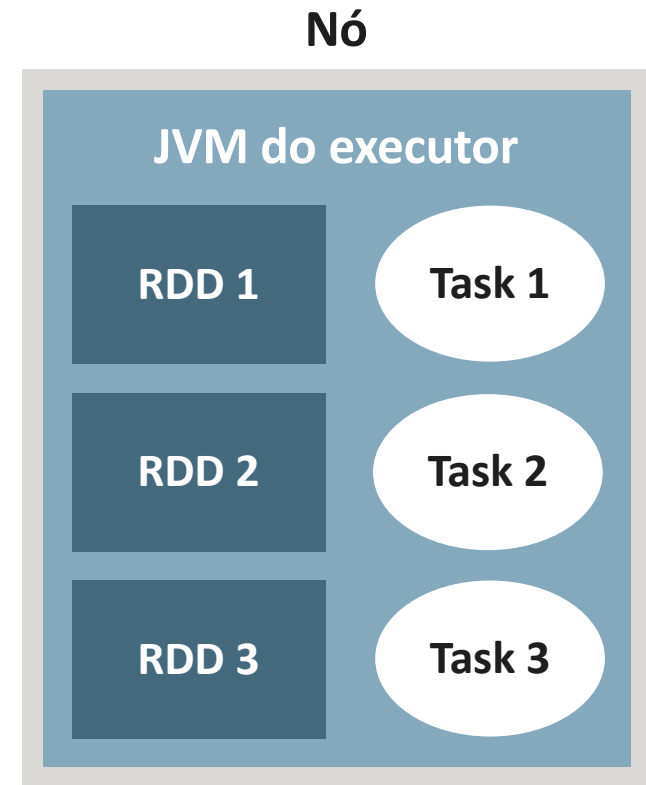 Nó
JVM do executor
RDD 1
Task 1
RDD 2
Task 2
RDD 3
Task 3